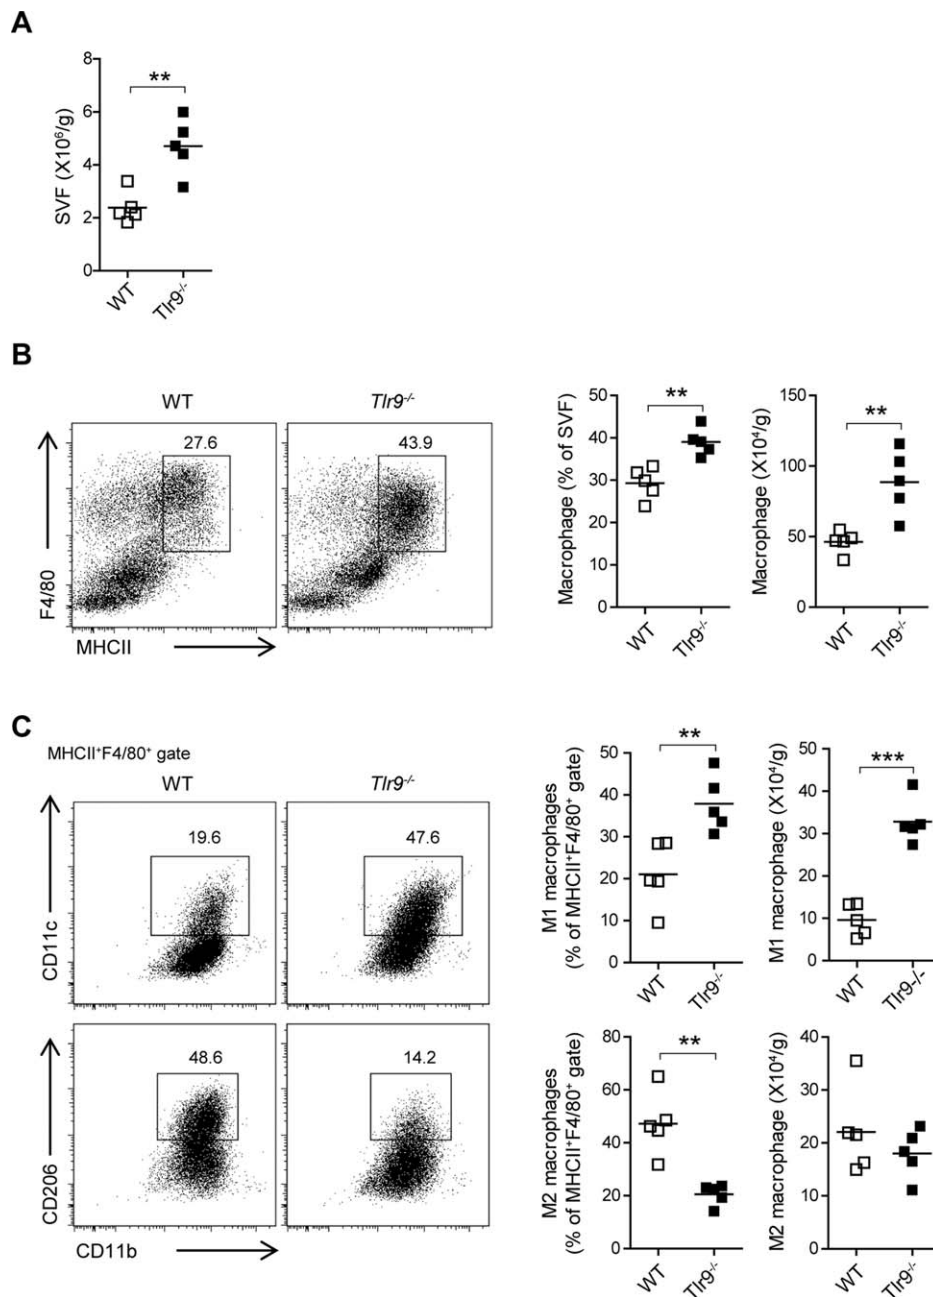 A
SVF (X10⁶/g)
8
6
4
2
0
**
WT
Tlr9⁻/⁻
B
WT
Tlr9⁻/⁻
27.6
43.9
F4/80
MHCII
Macrophage (% of SVF)
50
40
30
20
10
0
**
WT
Tlr9⁻/⁻
Macrophage (X10⁴/g)
150
100
50
0
**
WT
Tlr9⁻/⁻
C
MHCII⁺F4/80⁺ gate
WT
Tlr9⁻/⁻
19.6
47.6
CD11c
48.6
14.2
CD206
CD11b
M1 macrophages
(% of MHCII⁺F4/80⁺ gate)
50
40
30
20
10
0
**
WT
Tlr9⁻/⁻
M1 macrophage (X10⁴/g)
50
40
30
20
10
0
***
WT
Tlr9-/-
M2 macrophages
(% of MHCII⁺F4/80⁺ gate)
80
60
40
20
0
**
WT
Tlr9⁻/⁻
M2 macrophage (X10⁴/g)
40
30
20
10
0
WT
Tlr9⁻/⁻